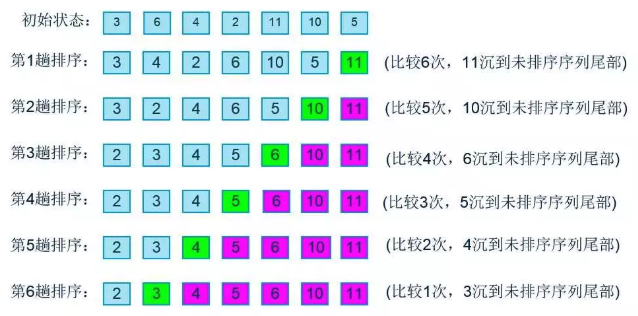 初始状态： 3 6 4 2 11 10 5
第1趟排序： 3 4 2 6 10 5 11 (比较6次，11沉到未排序序列尾部)
第2趟排序： 3 2 4 6 5 10 11 (比较5次，10沉到未排序序列尾部)
第3趟排序： 2 3 4 5 6 10 11 (比较4次，6沉到未排序序列尾部)
第4趟排序： 2 3 4 5 6 10 11 (比较3次，5沉到未排序序列尾部)
第5趟排序： 2 3 4 5 6 10 11 (比较2次，4沉到未排序序列尾部)
第6趟排序： 2 3 4 5 6 10 11 (比较1次，3沉到未排序序列尾部)